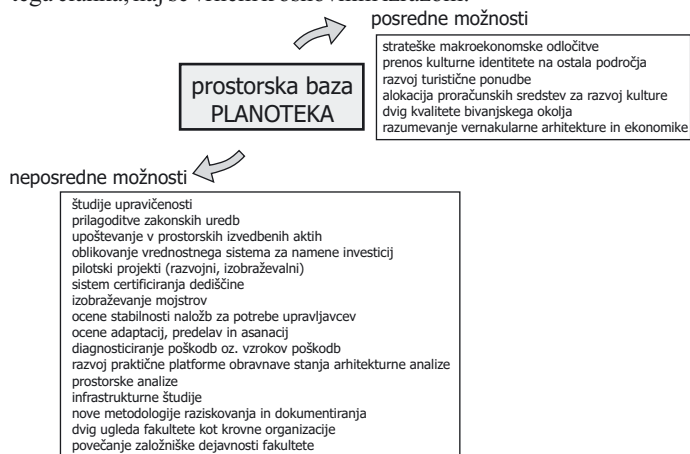 posredne možnosti
strateške makroekonomske odločitve
prenos kulturne identitete na ostala področja
razvoj turistične ponudbe
alokacija proračunskih sredstev za razvoj kulture
dvig kvalitete bivanjskega okolja
razumevanje vernakularne arhitekture in ekonomike
prostorska baza
PLANOTEKA
neposredne možnosti
študije upravičenosti
prilagoditve zakonskih uredb
upoštevanje v prostorskih izvedbenih aktih
oblikovanje vrednostnega sistema za namene investicij
pilotski projekti (razvojni, izobraževalni)
sistem certificiranja dediščine
izobraževanje mojstrov
ocene stabilnosti naložb za potrebe upravljavcev
ocene adaptacij, predelav in asanacij
diagnosticiranje poškodb oz. vzrokov poškodb
razvoj praktične platforme obravnave stanja arhitekturne analize
prostorske analize
infrastrukturne študije
nove metodologije raziskovanja in dokumentiranja
dvig ugleda fakultete kot krovne organizacije
povečanje založniške dejavnosti fakultete